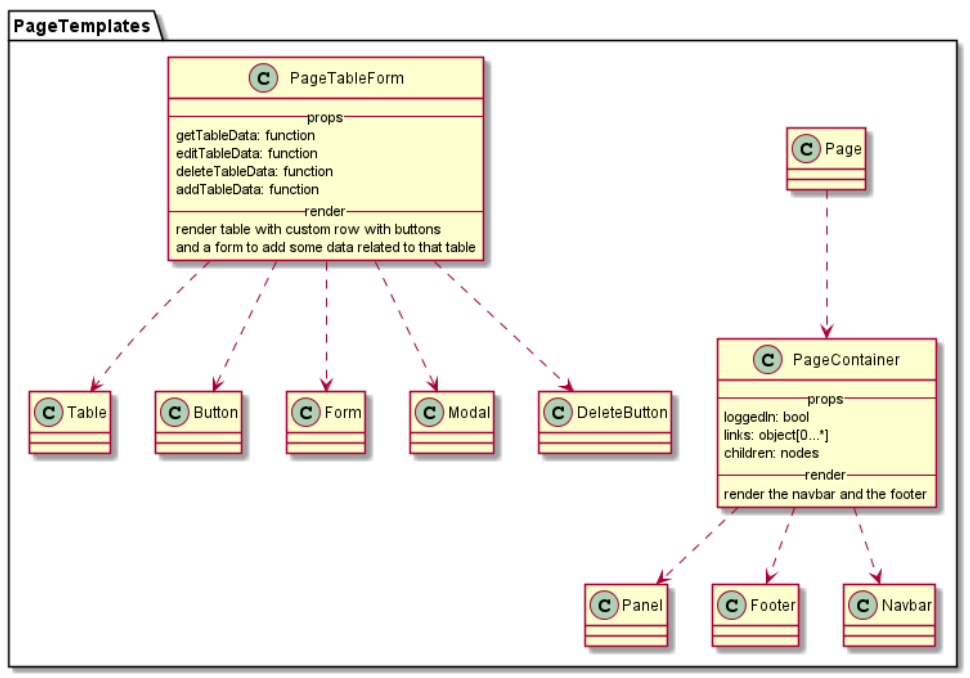 PageTemplates
C PageTableForm
props
getTableData: function
editTableData: function
deleteTableData: function
addTableData: function
render
render table with custom row with buttons
and a form to add some data related to that table
C Page
C Table
C Button
C Form
C Modal
C DeleteButton
C PageContainer
props
loggedIn: bool
links: object[0...*]
children: nodes
render
render the navbar and the footer
C Panel
C Footer
C Navbar